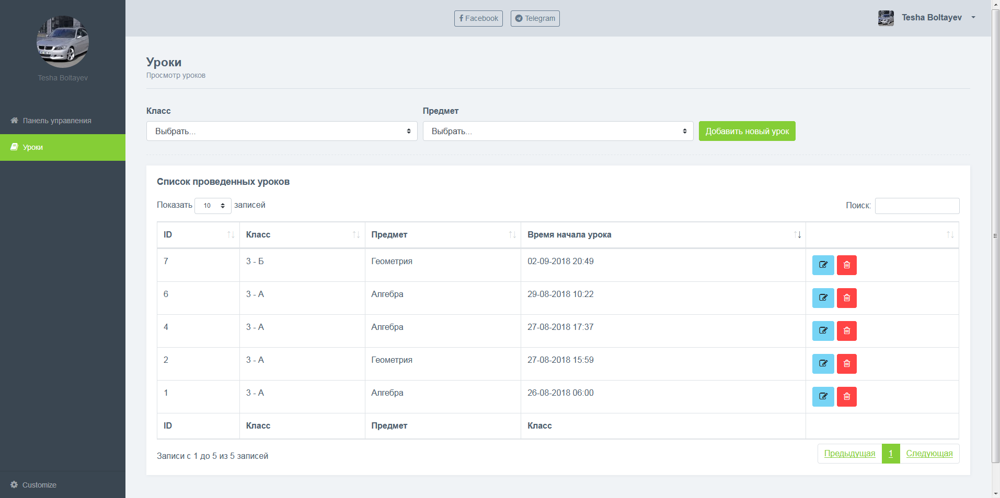 Tesha Boltayev
Панель управления
Уроки
Customize
Facebook Telegram Tesha Boltayev
Уроки
Просмотр уроков
Класс Предмет
Выбрать... Выбрать... Добавить новый урок
Список проведенных уроков
Показать 10 записей Поиск:
ID Класс Предмет Время начала урока
7 3 - Б Геометрия 02-09-2018 20:49
6 3 - А Алгебра 29-08-2018 10:22
4 3 - А Алгебра 27-08-2018 17:37
2 3 - А Геометрия 27-08-2018 15:59
1 3 - А Алгебра 26-08-2018 06:00
ID Класс Предмет Класс
Записи с 1 до 5 из 5 записей Предыдущая 1 Следующая